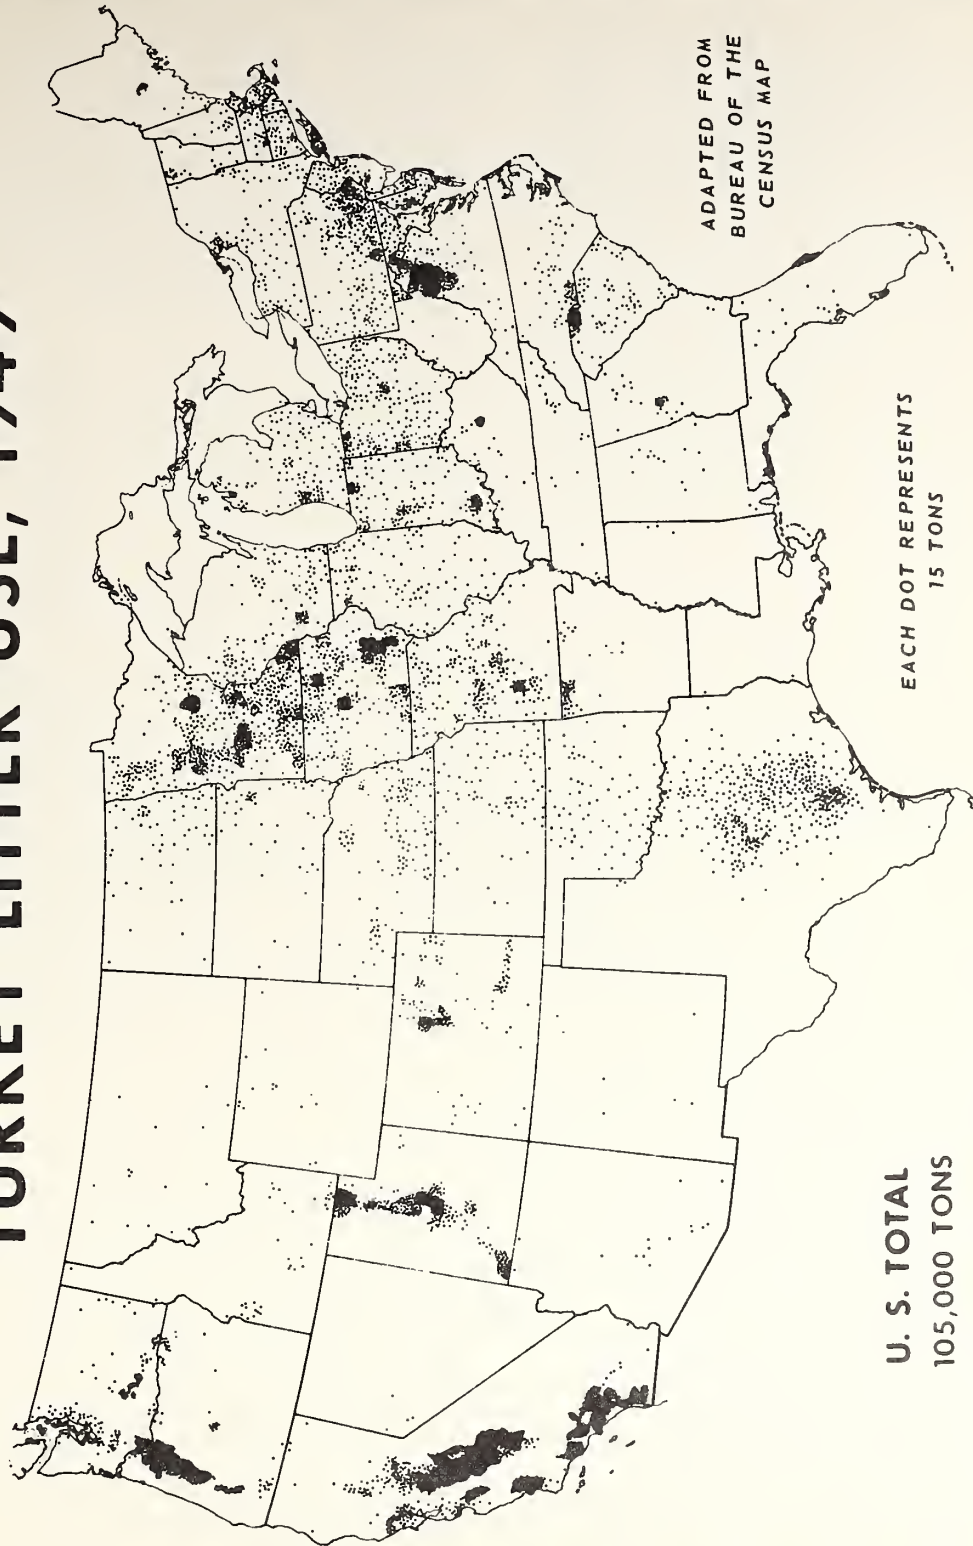 TURKEY LITTER USE, 1949
ADAPTED FROM
BUREAU OF THE
CENSUS MAP
EACH DOT REPRESENTS
15 TONS
U. S. TOTAL
105,000 TONS